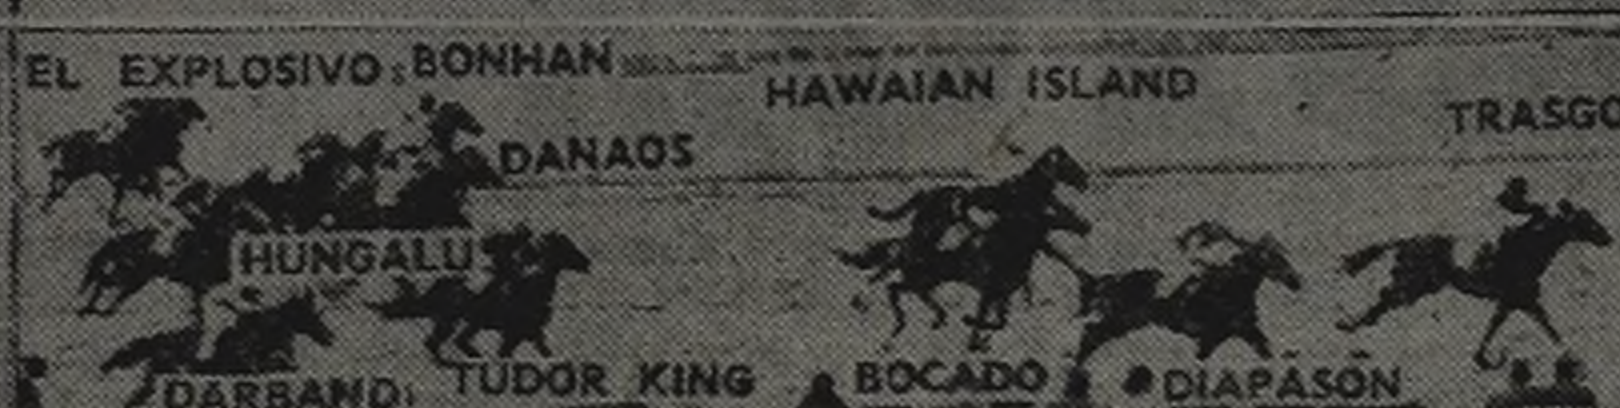 EL EXPLOSIVO BONHAN
HAWAIAN ISLAND
TRASGO
DANAOS
HUNGALU
DARBAND
TUDOR KING
BOCADO
DIAPASON